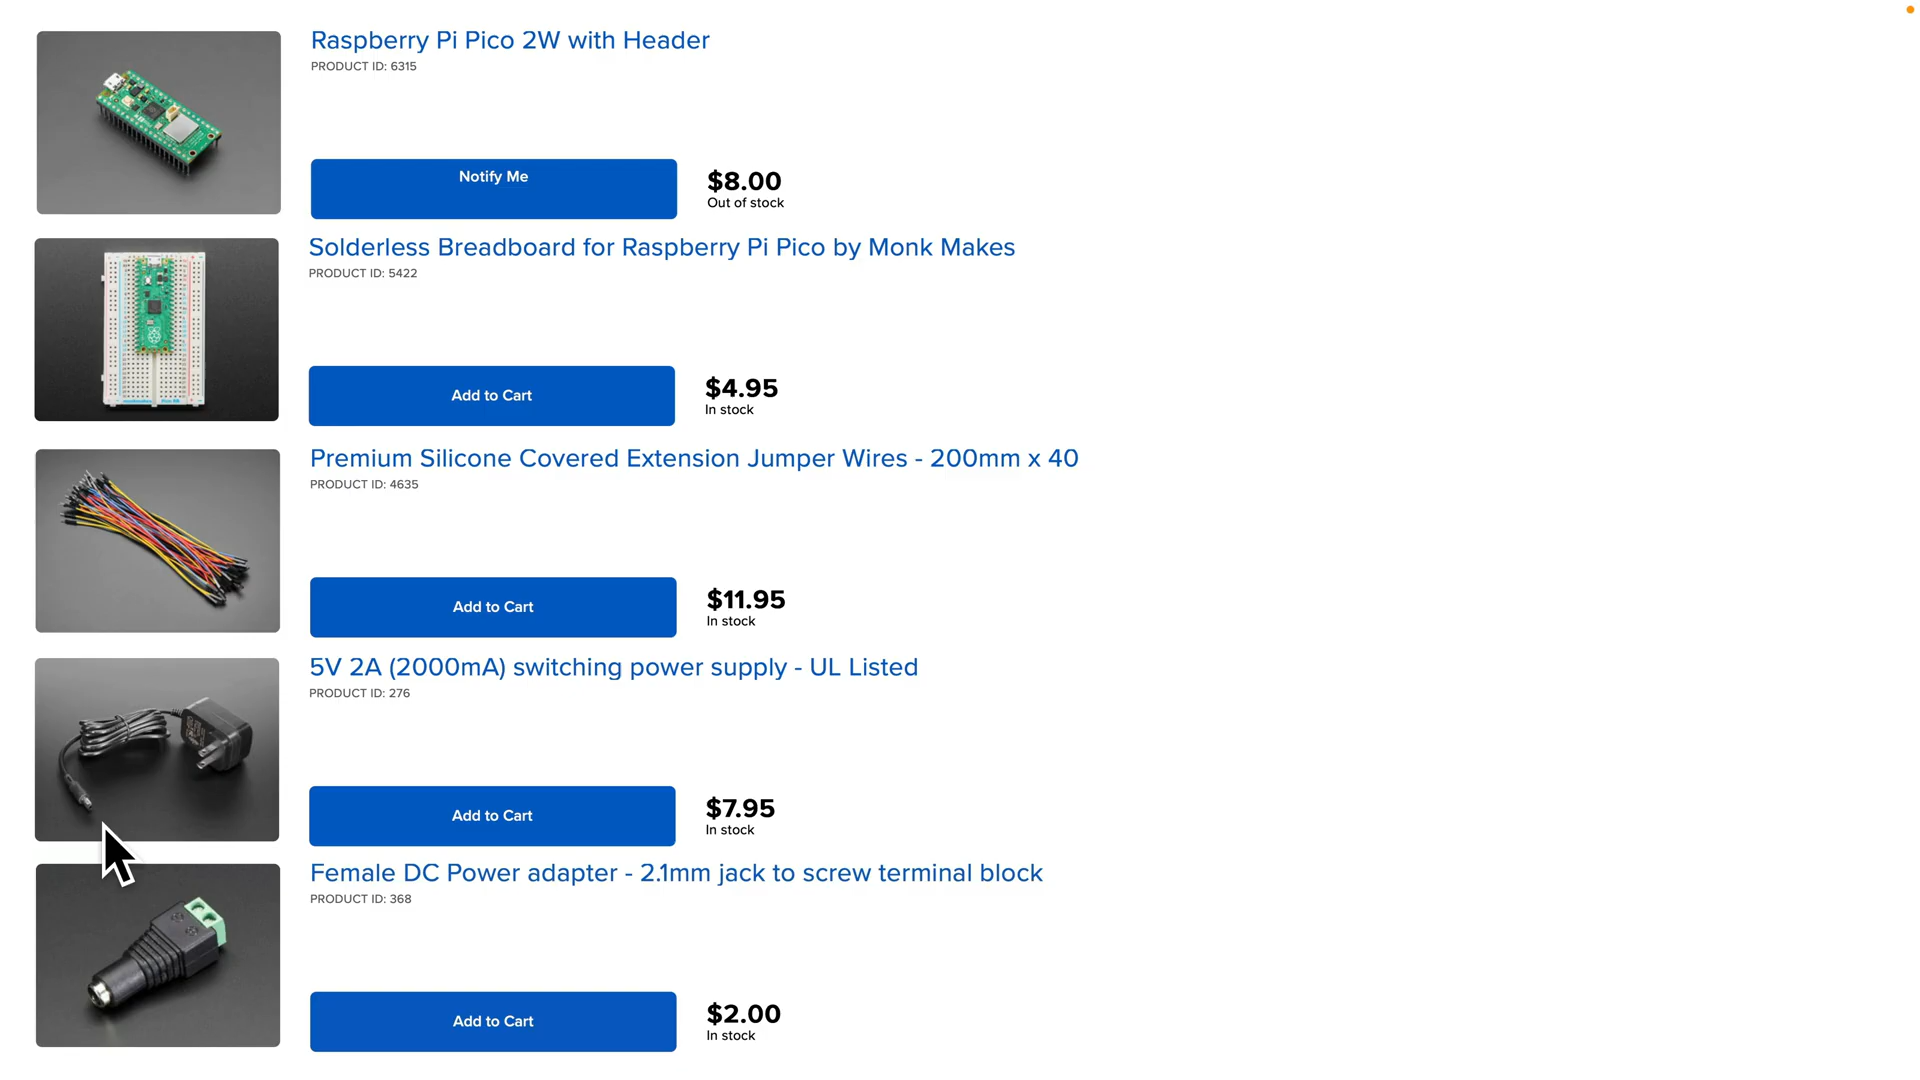 Raspberry Pi Pico 2W with Header
PRODUCT ID: 6315
Notify Me
$8.00
Out of stock
Solderless Breadboard for Raspberry Pi Pico by Monk Makes
PRODUCT ID: 5422
Add to Cart
$4.95
In stock
Premium Silicone Covered Extension Jumper Wires - 200mm x 40
PRODUCT ID: 4635
Add to Cart
$11.95
In stock
5V 2A (2000mA) switching power supply - UL Listed
PRODUCT ID: 276
Add to Cart
$7.95
In stock
Female DC Power adapter - 2.1mm jack to screw terminal block
PRODUCT ID: 368
Add to Cart
$2.00
In stock